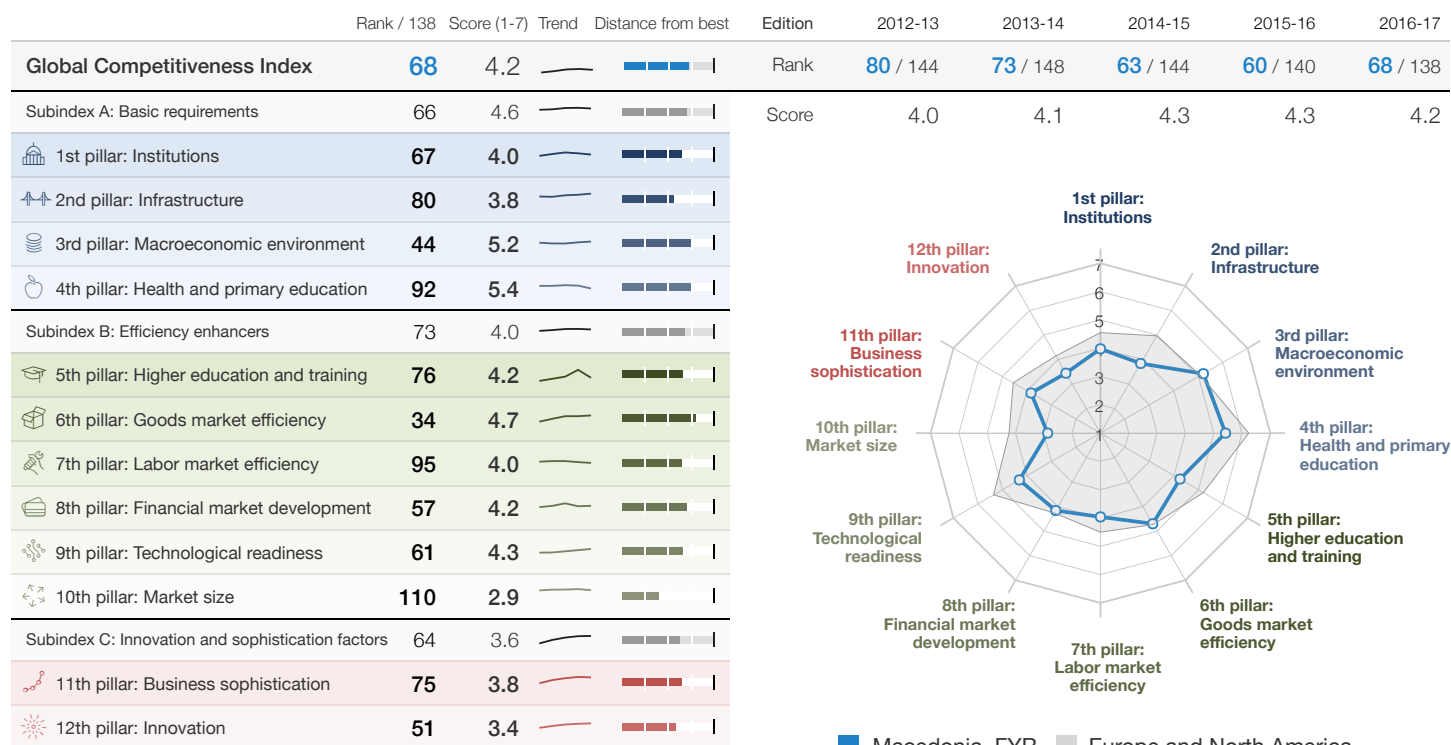 Rank / 138 Score (1-7) Trend Distance from best
Global Competitiveness Index 68 4.2
Subindex A: Basic requirements 66 4.6
1st pillar: Institutions 67 4.0
2nd pillar: Infrastructure 80 3.8
3rd pillar: Macroeconomic environment 44 5.2
4th pillar: Health and primary education 92 5.4
Subindex B: Efficiency enhancers 73 4.0
5th pillar: Higher education and training 76 4.2
6th pillar: Goods market efficiency 34 4.7
7th pillar: Labor market efficiency 95 4.0
8th pillar: Financial market development 57 4.2
9th pillar: Technological readiness 61 4.3
10th pillar: Market size 110 2.9
Subindex C: Innovation and sophistication factors 64 3.6
11th pillar: Business sophistication 75 3.8
12th pillar: Innovation 51 3.4
Edition 2012-13 2013-14 2014-15 2015-16 2016-17
Rank 80 / 144 73 / 148 63 / 144 60 / 140 68 / 138
Score 4.0 4.1 4.3 4.3 4.2
1st pillar:
Institutions
2nd pillar:
Infrastructure
3rd pillar:
Macroeconomic
environment
4th pillar:
Health and primary
education
5th pillar:
Higher education
and training
6th pillar:
Goods market
efficiency
7th pillar:
Labor market
efficiency
8th pillar:
Financial market
development
9th pillar:
Technological
readiness
10th pillar:
Market size
11th pillar:
Business
sophistication
12th pillar:
Innovation
7
6
5
3
2
1
Macedonia, FYR Europe and North America